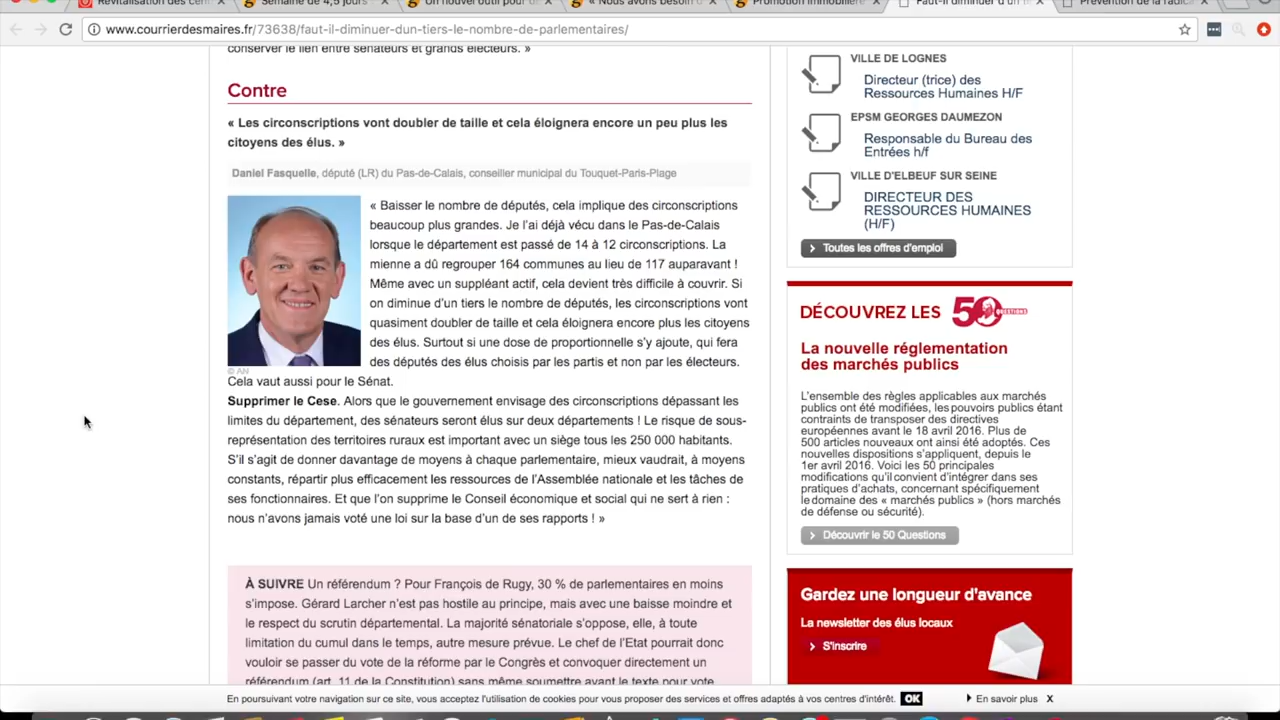 Revitalisation des cent
Semaine de 4,5 jours
Un nouvel outil pour
« Nous avons besoin
Promotion immobilière
Faut-il diminuer d'un
Prévention de la radica
www.courrierdesmaires.fr/73638/faut-il-diminuer-dun-tiers-le-nombre-de-parlementaires/
conserver le lien entre sénateurs et grands électeurs. »
Contre
« Les circonscriptions vont doubler de taille et cela éloignera encore un peu plus les
citoyens des élus. »
Daniel Fasquelle, député (LR) du Pas-de-Calais, conseiller municipal du Touquet-Paris-Plage
« Baisser le nombre de députés, cela implique des circonscriptions
beaucoup plus grandes. Je l'ai déjà vécu dans le Pas-de-Calais
lorsque le département est passé de 14 à 12 circonscriptions. La
mienne a dû regrouper 164 communes au lieu de 117 auparavant !
Même avec un suppléant actif, cela devient très difficile à couvrir. Si
on diminue d'un tiers le nombre de députés, les circonscriptions vont
quasiment doubler de taille et cela éloignera encore plus les citoyens
des élus. Surtout si une dose de proportionnelle s'y ajoute, qui fera
des députés des élus choisis par les partis et non par les électeurs.
© AN
Cela vaut aussi pour le Sénat.
Supprimer le Cese. Alors que le gouvernement envisage des circonscriptions dépassant les
limites du département, des sénateurs seront élus sur deux départements ! Le risque de sous-
représentation des territoires ruraux est important avec un siège tous les 250 000 habitants.
S'il s'agit de donner davantage de moyens à chaque parlementaire, mieux vaudrait, à moyens
constants, répartir plus efficacement les ressources de l'Assemblée nationale et les tâches de
ses fonctionnaires. Et que l'on supprime le Conseil économique et social qui ne sert à rien :
nous n'avons jamais voté une loi sur la base d'un de ses rapports ! »
À SUIVRE Un référendum ? Pour François de Rugy, 30 % de parlementaires en moins
s'impose. Gérard Larcher n'est pas hostile au principe, mais avec une baisse moindre et
le respect du scrutin départemental. La majorité sénatoriale s'oppose, elle, à toute
limitation du cumul dans le temps, autre mesure prévue. Le chef de l'Etat pourrait donc
vouloir se passer du vote de la réforme par le Congrès et convoquer directement un
référendum (art. 11 de la Constitution) sans même soumettre avant le texte pour vote
VILLE DE LOGNES
Directeur (trice) des
Ressources Humaines H/F
EPSM GEORGES DAUMEZON
Responsable du Bureau des
Entrées h/f
VILLE D'ELBEUF SUR SEINE
DIRECTEUR DES
RESSOURCES HUMAINES
(H/F)
Toutes les offres d'emploi
DÉCOUVREZ LES 50 QUESTIONS
La nouvelle réglementation
des marchés publics
L'ensemble des règles applicables aux marchés
publics ont été modifiées, les pouvoirs publics étant
contraints de transposer des directives
européennes avant le 18 avril 2016. Plus de
500 articles nouveaux ont ainsi été adoptés. Ces
nouvelles dispositions s'appliquent, depuis le
1er avril 2016. Voici les 50 principales
modifications qu'il convient d'intégrer dans ses
pratiques d'achats, concernant spécifiquement
le domaine des « marchés publics » (hors marchés
de défense ou sécurité).
Découvrir le 50 Questions
Gardez une longueur d'avance
La newsletter des élus locaux
S'inscrire
En poursuivant votre navigation sur ce site, vous acceptez l'utilisation de cookies pour vous proposer des services et offres adaptés à vos centres d'intérêt. OK En savoir plus X